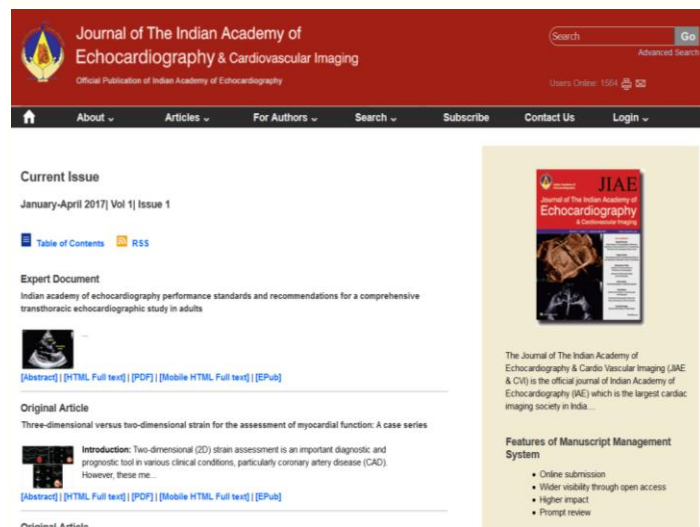 Journal of The Indian Academy of
Echocardiography & Cardiovascular Imaging
Official Publication of Indian Academy of Echocardiography
Search
Go
Advanced Search
Users Online: 1564
About
Articles
For Authors
Search
Subscribe
Contact Us
Login
Current Issue
January-April 2017| Vol 1| Issue 1
Table of Contents
RSS
Expert Document
Indian academy of echocardiography performance standards and recommendations for a comprehensive
transthoracic echocardiographic study in adults
...
[Abstract] | [HTML Full text] | [PDF] | [Mobile HTML Full text] | [EPub]
Original Article
Three-dimensional versus two-dimensional strain for the assessment of myocardial function: A case series
Introduction: Two-dimensional (2D) strain assessment is an important diagnostic and
prognostic tool in various clinical conditions, particularly coronary artery disease (CAD).
However, these me...
[Abstract] | [HTML Full text] | [PDF] | [Mobile HTML Full text] | [EPub]
Original Article
JIAE
Journal of The Indian Academy of
Echocardiography
& Cardiovascular Imaging
The Journal of The Indian Academy of
Echocardiography & Cardio Vascular Imaging (JIAE
& CVI) is the official journal of Indian Academy of
Echocardiography (IAE) which is the largest cardiac
imaging society in India....
Features of Manuscript Management
System
Online submission
Wider visibility through open access
Higher impact
Prompt review